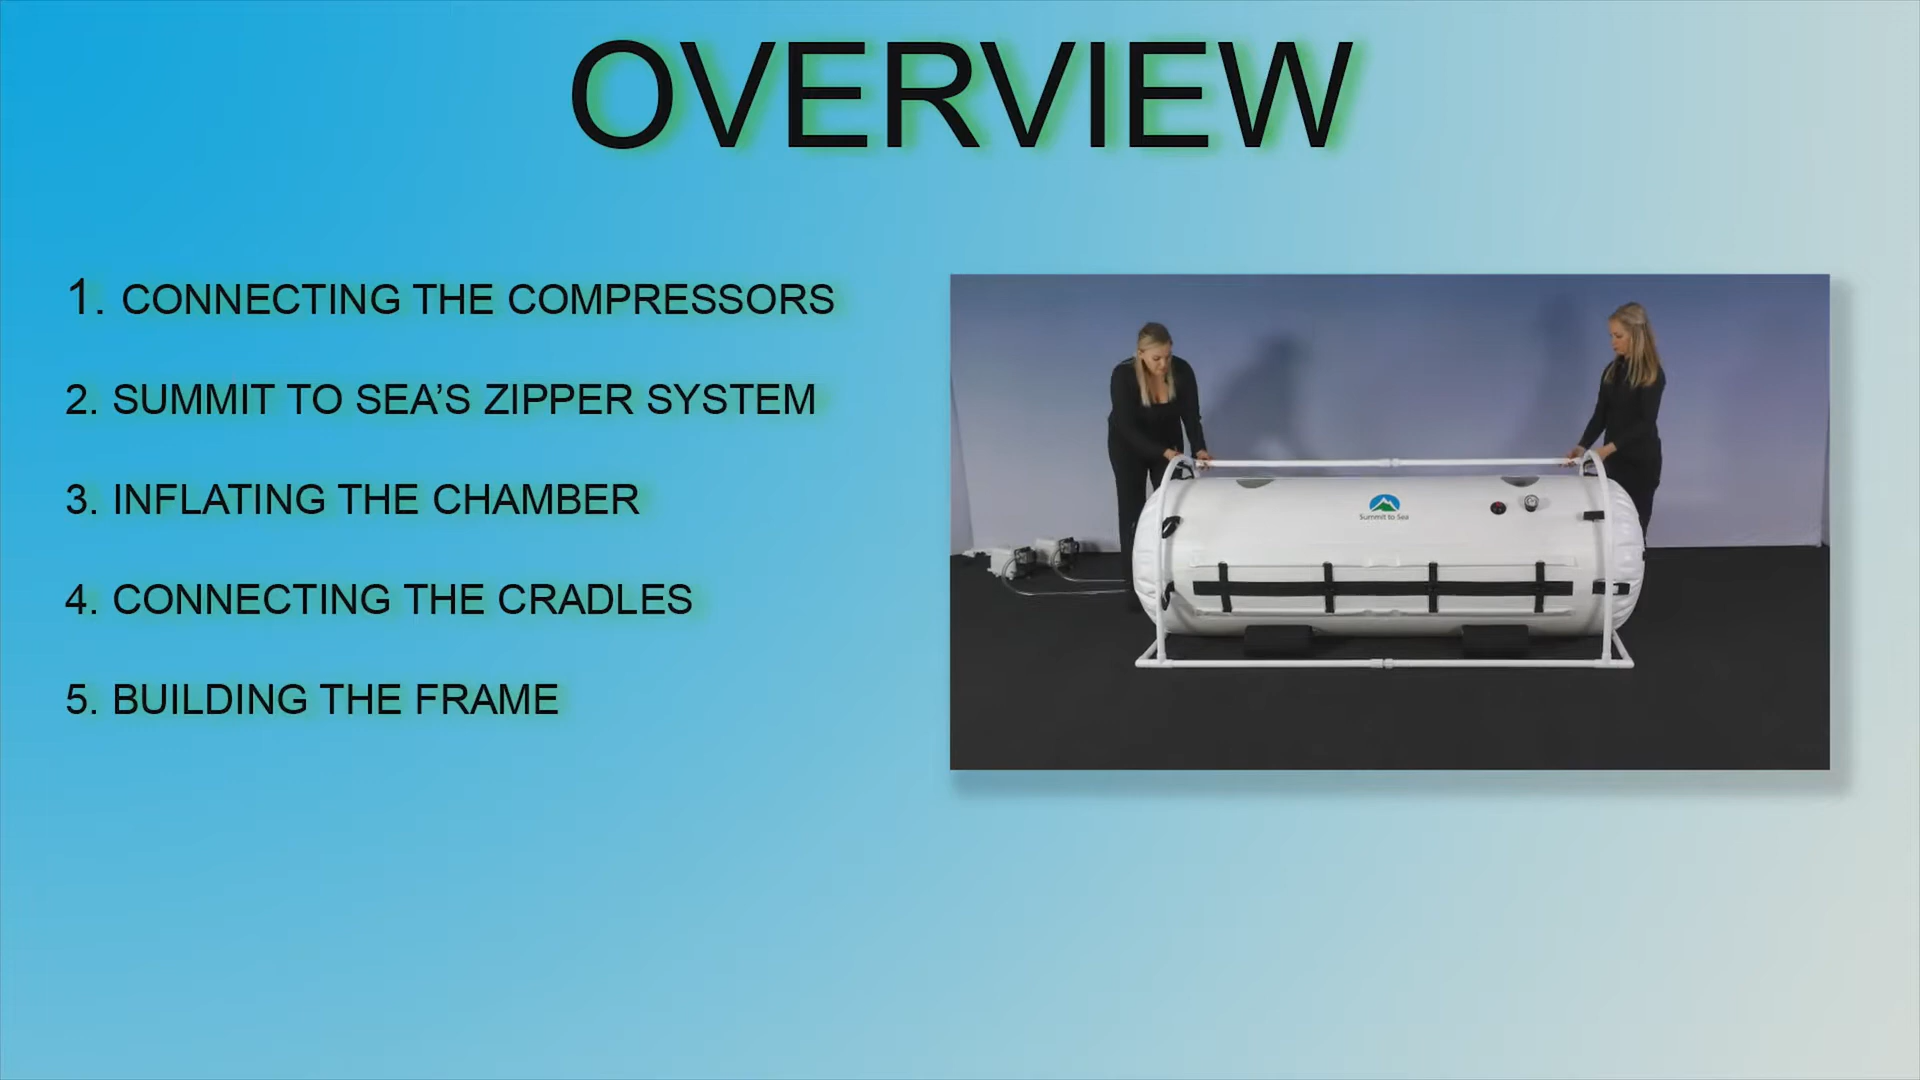 OVERVIEW
1. CONNECTING THE COMPRESSORS
2. SUMMIT TO SEA’S ZIPPER SYSTEM
3. INFLATING THE CHAMBER
4. CONNECTING THE CRADLES
5. BUILDING THE FRAME
Summit to Sea